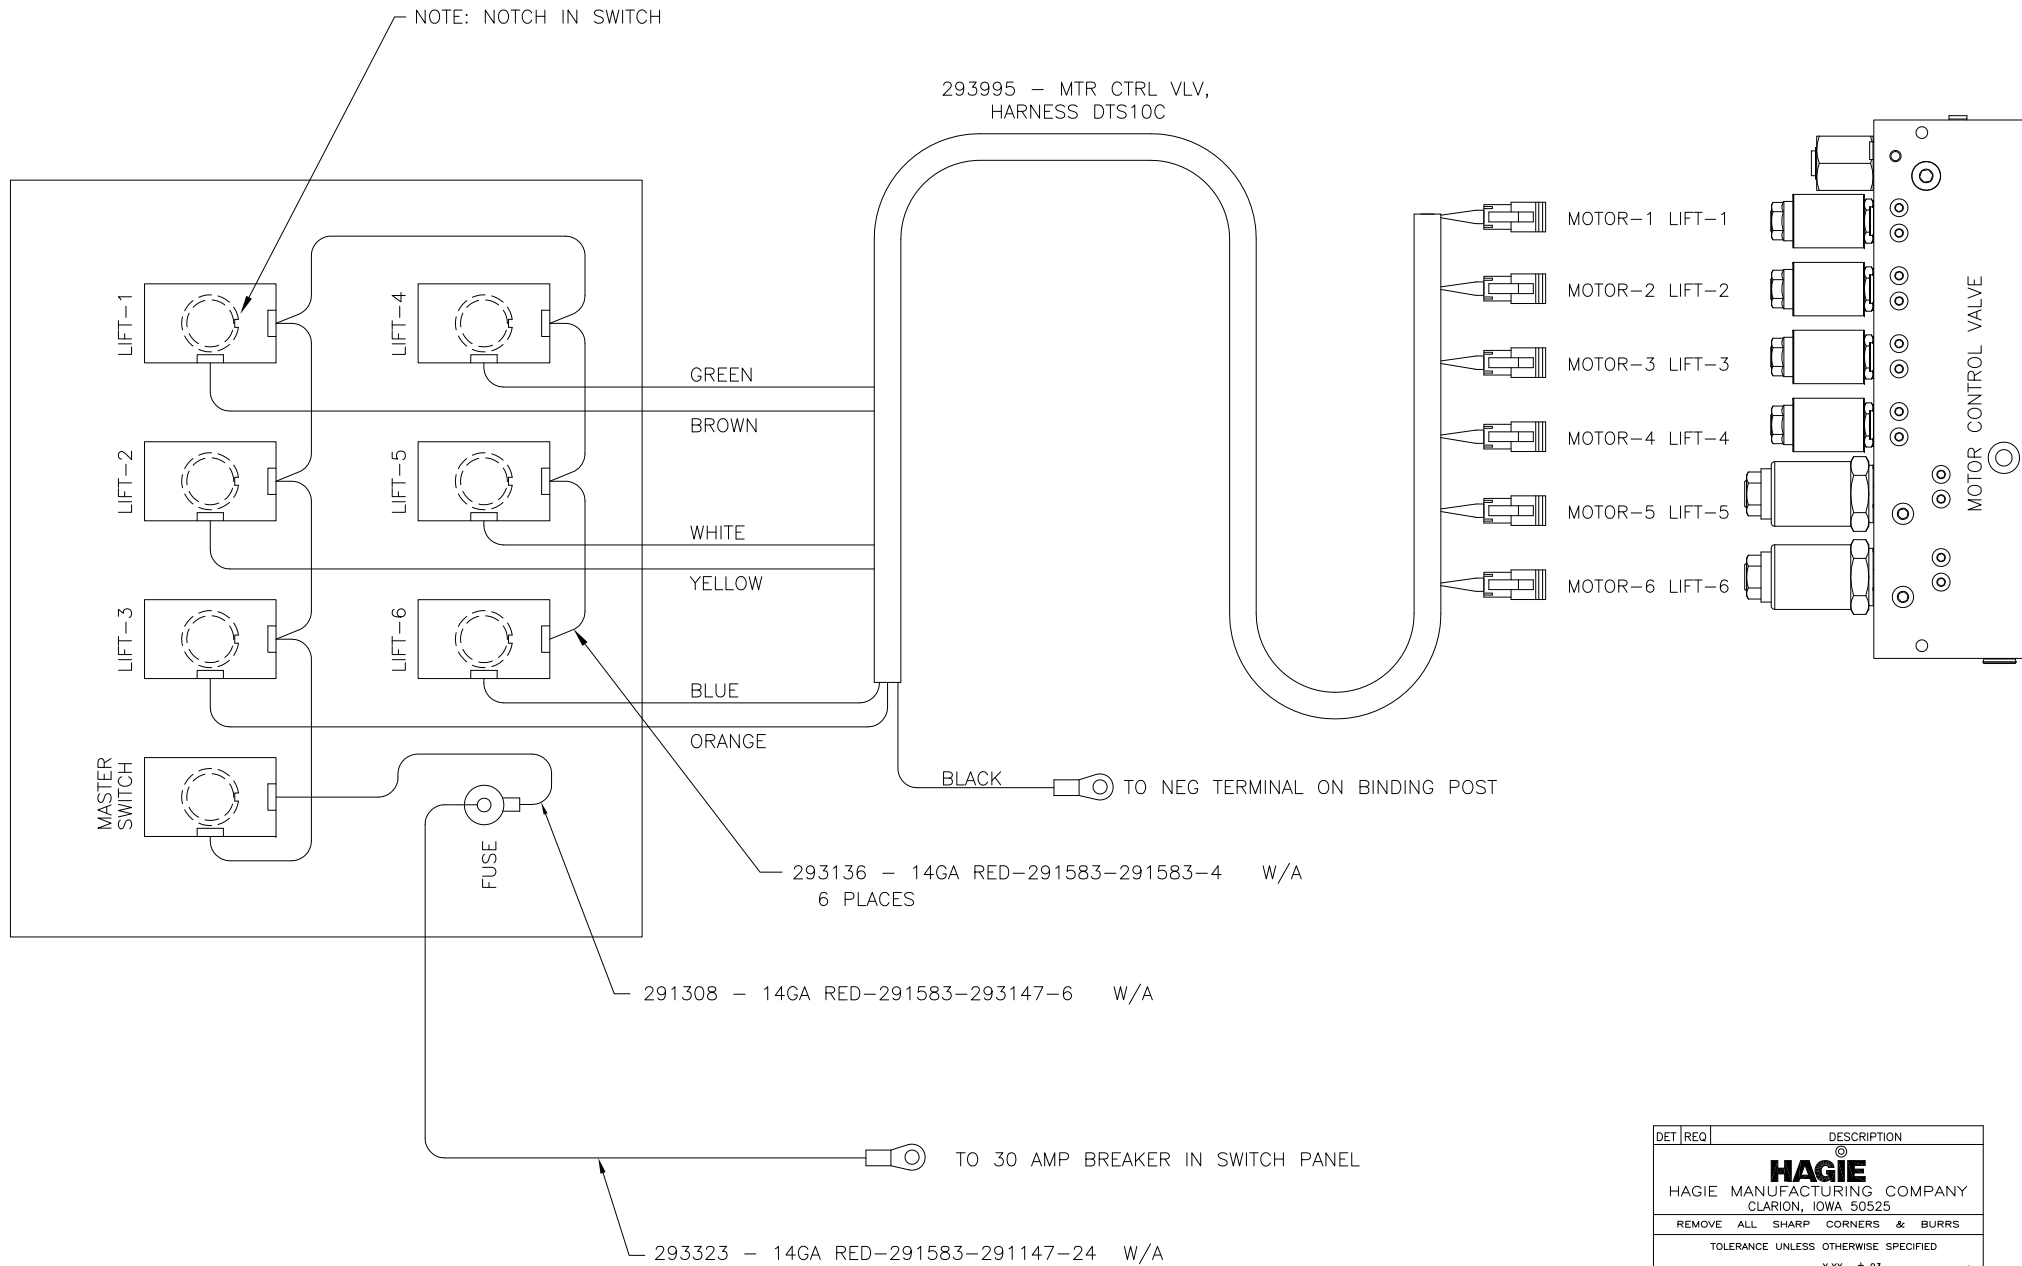 NOTE: NOTCH IN SWITCH
293995 - MTR CTRL VLV,
HARNESS DTS10C
LIFT-1
LIFT-4
LIFT-2
LIFT-5
LIFT-3
LIFT-6
MASTER
SWITCH
FUSE
GREEN
BROWN
WHITE
YELLOW
BLUE
ORANGE
BLACK
TO NEG TERMINAL ON BINDING POST
MOTOR-1 LIFT-1
MOTOR-2 LIFT-2
MOTOR-3 LIFT-3
MOTOR-4 LIFT-4
MOTOR-5 LIFT-5
MOTOR-6 LIFT-6
MOTOR CONTROL VALVE
293136 - 14GA RED-291583-291583-4 W/A
6 PLACES
291308 - 14GA RED-291583-293147-6 W/A
TO 30 AMP BREAKER IN SWITCH PANEL
293323 - 14GA RED-291583-291147-24 W/A
DET REQ DESCRIPTION
HAGIE
HAGIE MANUFACTURING COMPANY
CLARION, IOWA 50525
REMOVE ALL SHARP CORNERS & BURRS
TOLERANCE UNLESS OTHERWISE SPECIFIED